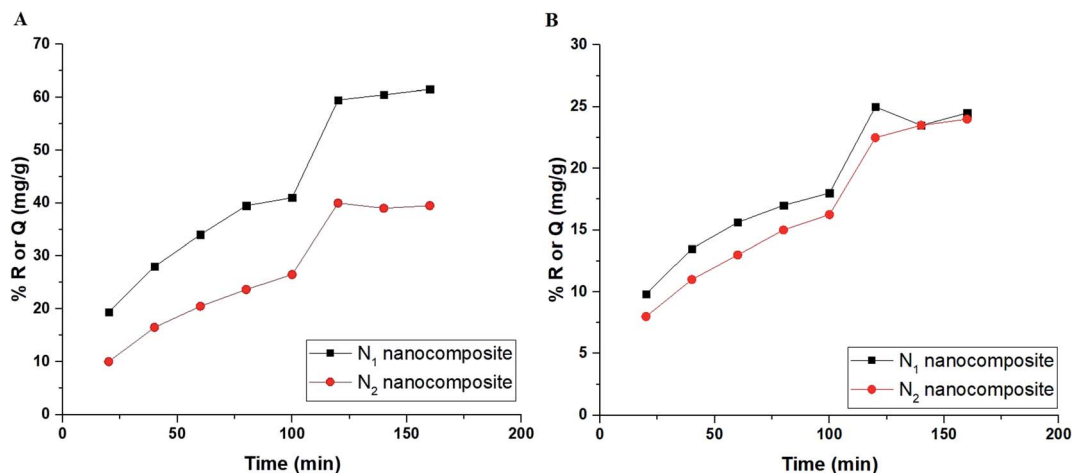 A
% R or Q (mg/g)
70
60
50
40
30
20
10
0
0
50
100
150
200
Time (min)
N₁ nanocomposite
N₂ nanocomposite
B
% R or Q (mg/g)
30
25
20
15
10
5
0
0
50
100
150
200
Time (min)
N₁ nanocomposite
N₂ nanocomposite